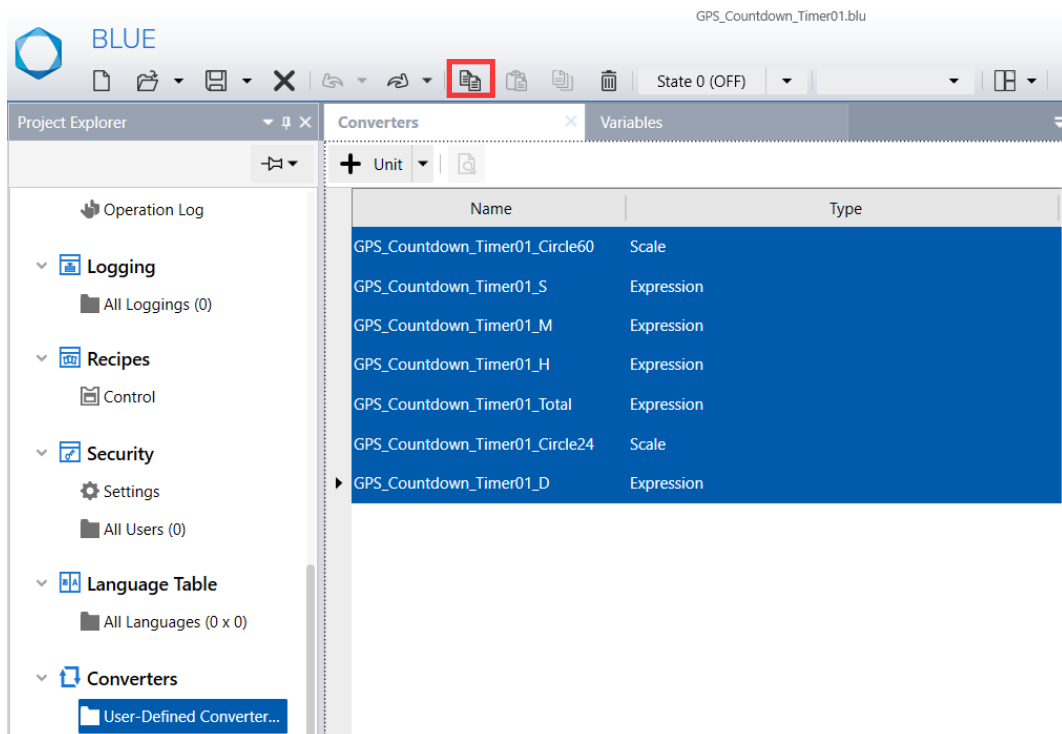 GPS_Countdown_Timer01.blu
BLUE
State 0 (OFF)
Project Explorer
Converters
Variables
Unit
Name Type
Operation Log
Logging
All Loggings (0)
Recipes
Control
Security
Settings
All Users (0)
Language Table
All Languages (0 x 0)
Converters
User-Defined Converter...
GPS_Countdown_Timer01_Circle60 Scale
GPS_Countdown_Timer01_S Expression
GPS_Countdown_Timer01_M Expression
GPS_Countdown_Timer01_H Expression
GPS_Countdown_Timer01_Total Expression
GPS_Countdown_Timer01_Circle24 Scale
GPS_Countdown_Timer01_D Expression